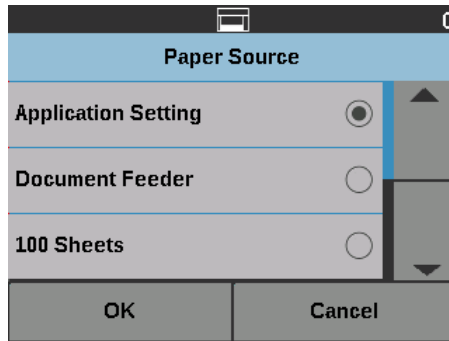 Paper Source
Application Setting
Document Feeder
100 Sheets
OK
Cancel